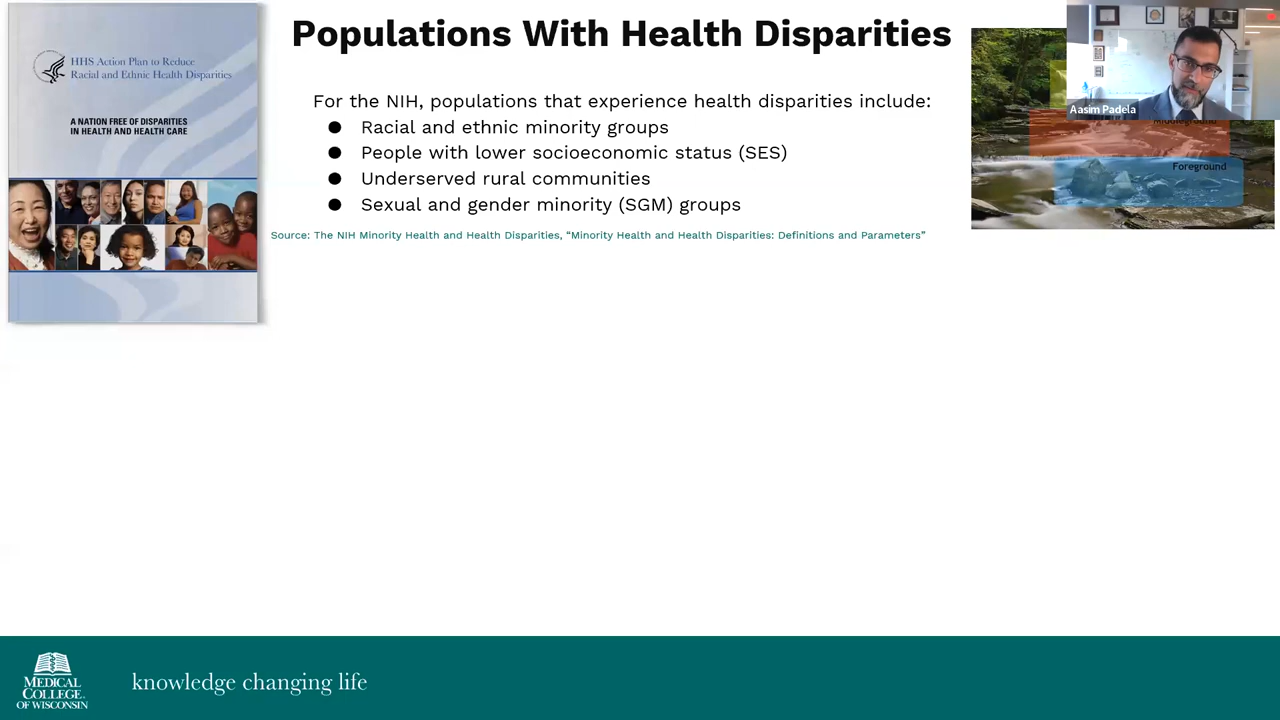 HHS Action Plan to Reduce
Racial and Ethnic Health Disparities
A NATION FREE OF DISPARITIES
IN HEALTH AND HEALTH CARE
Populations With Health Disparities
For the NIH, populations that experience health disparities include:
● Racial and ethnic minority groups
● People with lower socioeconomic status (SES)
● Underserved rural communities
● Sexual and gender minority (SGM) groups
Source: The NIH Minority Health and Health Disparities, “Minority Health and Health Disparities: Definitions and Parameters”
Aasim Padela
Middleground
Foreground
MEDICAL
COLLEGE
OF WISCONSIN
knowledge changing life